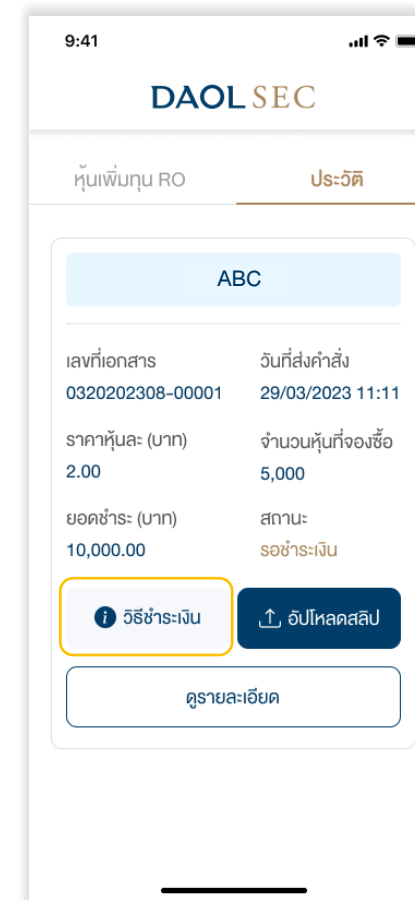 9:41
DAOL SEC
หุ้นเพิ่มทุน RO ประวัติ
ABC
เลขที่เอกสาร วันที่ส่งคำสั่ง
0320202308-00001 29/03/2023 11:11
ราคาหุ้นละ (บาท) จำนวนหุ้นที่จองซื้อ
2.00 5,000
ยอดชำระ (บาท) สถานะ
10,000.00 รอชำระเงิน
i วิธีชำระเงิน อัปโหลดสลิป
ดูรายละเอียด